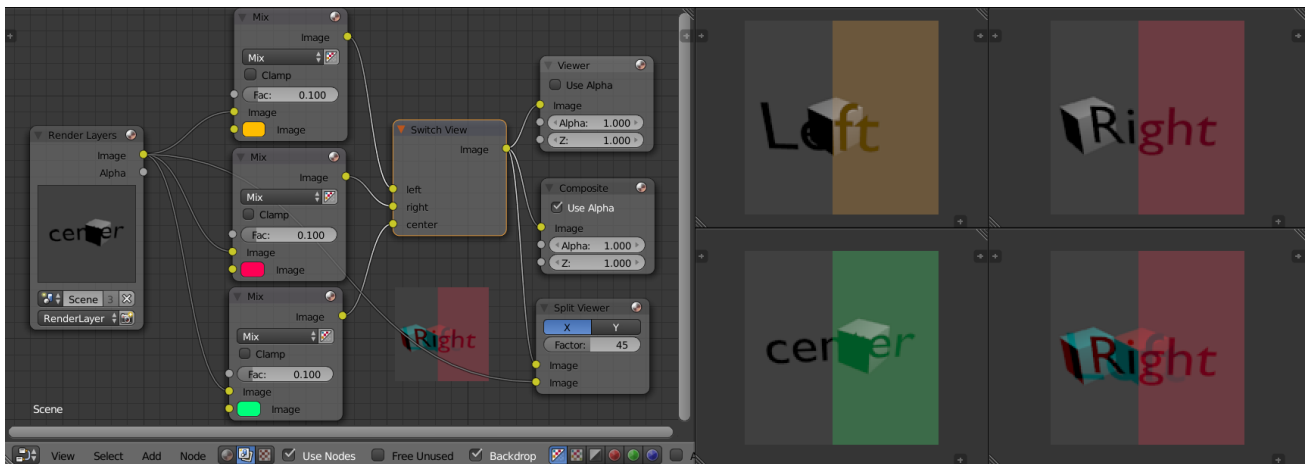 Mix
Image
Mix
Clamp
Fac: 0.100
Image
Image
Render Layers
Image
Alpha
center
Scene 3
RenderLayer
Mix
Image
Mix
Clamp
Fac: 0.100
Image
Image
Mix
Image
Mix
Clamp
Fac: 0.100
Image
Image
Switch View
Image
left
right
center
Viewer
Use Alpha
Image
Alpha: 1.000
Z: 1.000
Composite
Use Alpha
Image
Alpha: 1.000
Z: 1.000
Split Viewer
X Y
Factor: 45
Image
Image
Right
Scene
View Select Add Node Use Nodes Free Unused Backdrop
Left
Right
center
Right